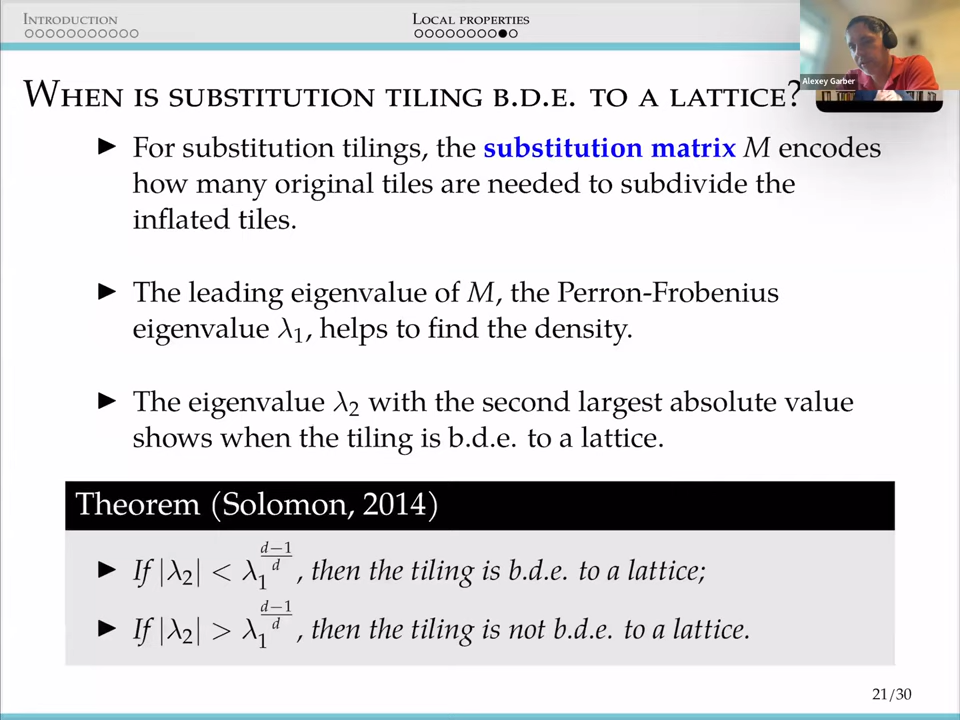 INTRODUCTION
LOCAL PROPERTIES
Alexey Garber
WHEN IS SUBSTITUTION TILING B.D.E. TO A LATTICE?
▶ For substitution tilings, the substitution matrix M encodes
how many original tiles are needed to subdivide the
inflated tiles.
▶ The leading eigenvalue of M, the Perron-Frobenius
eigenvalue λ₁, helps to find the density.
▶ The eigenvalue λ₂ with the second largest absolute value
shows when the tiling is b.d.e. to a lattice.
Theorem (Solomon, 2014)
▶ If |λ₂| < λ₁^{\frac{d−1}{d}}, then the tiling is b.d.e. to a lattice;
▶ If |λ₂| > λ₁^{\frac{d−1}{d}}, then the tiling is not b.d.e. to a lattice.
21/30